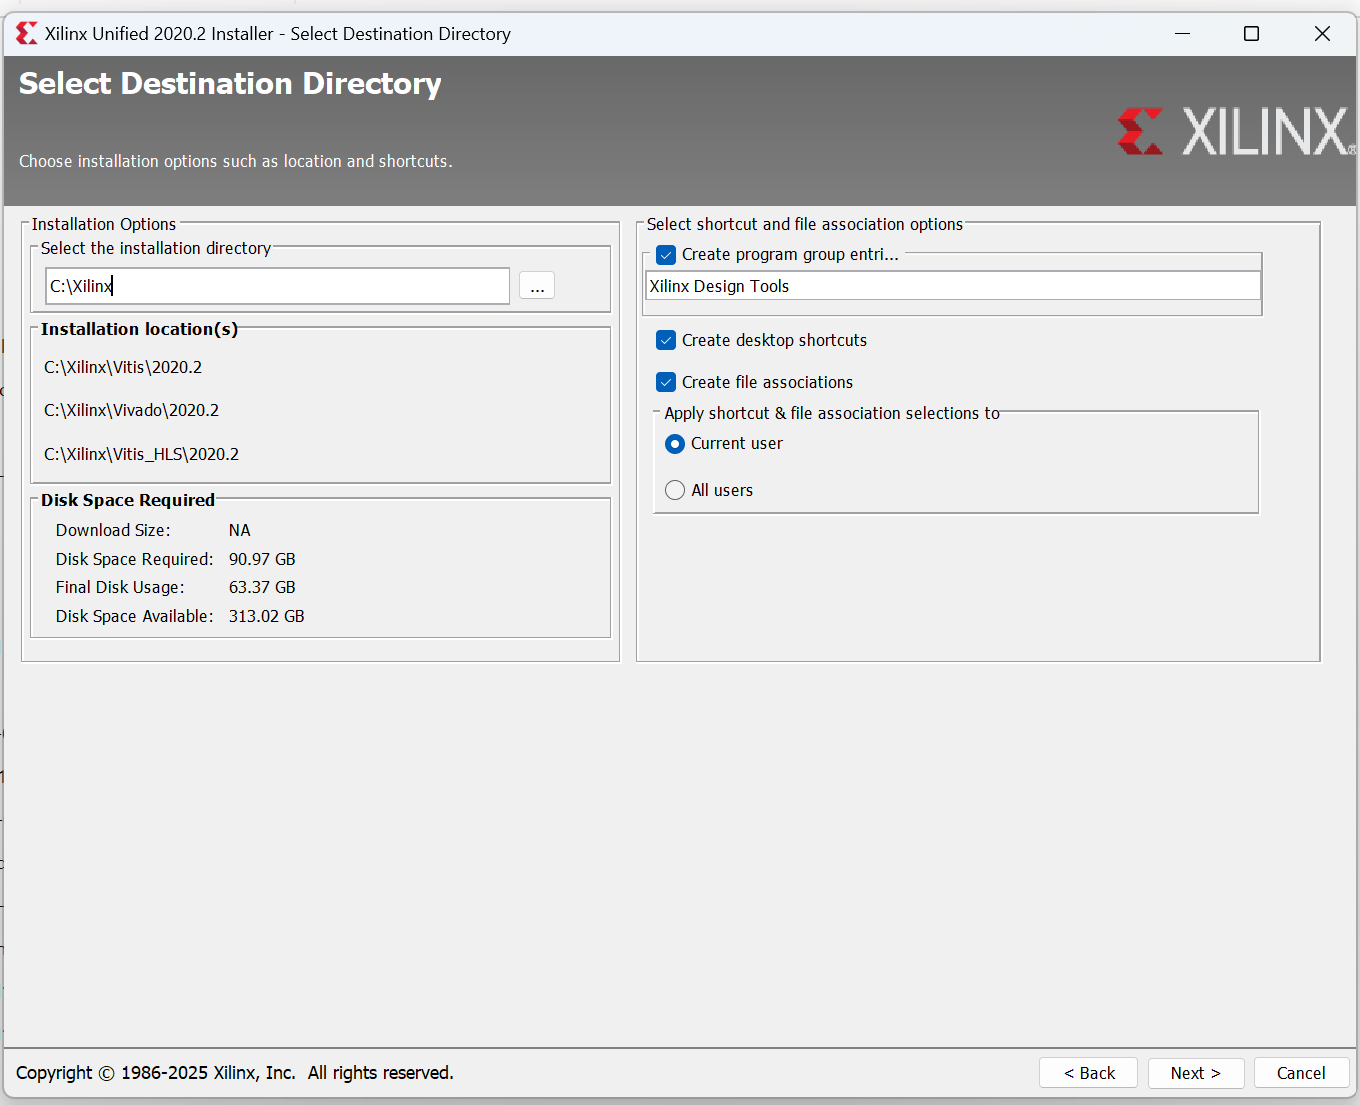 Xilinx Unified 2020.2 Installer - Select Destination Directory
Select Destination Directory
XILINX®
Choose installation options such as location and shortcuts.
Installation Options
Select the installation directory
C:\Xilinx
...
Installation location(s)
C:\Xilinx\Vitis\2020.2
C:\Xilinx\Vivado\2020.2
C:\Xilinx\Vitis_HLS\2020.2
Disk Space Required
Download Size: NA
Disk Space Required: 90.97 GB
Final Disk Usage: 63.37 GB
Disk Space Available: 313.02 GB
Select shortcut and file association options
Create program group entri...
Xilinx Design Tools
Create desktop shortcuts
Create file associations
Apply shortcut & file association selections to
Current user
All users
Copyright © 1986-2025 Xilinx, Inc. All rights reserved.
< Back
Next >
Cancel